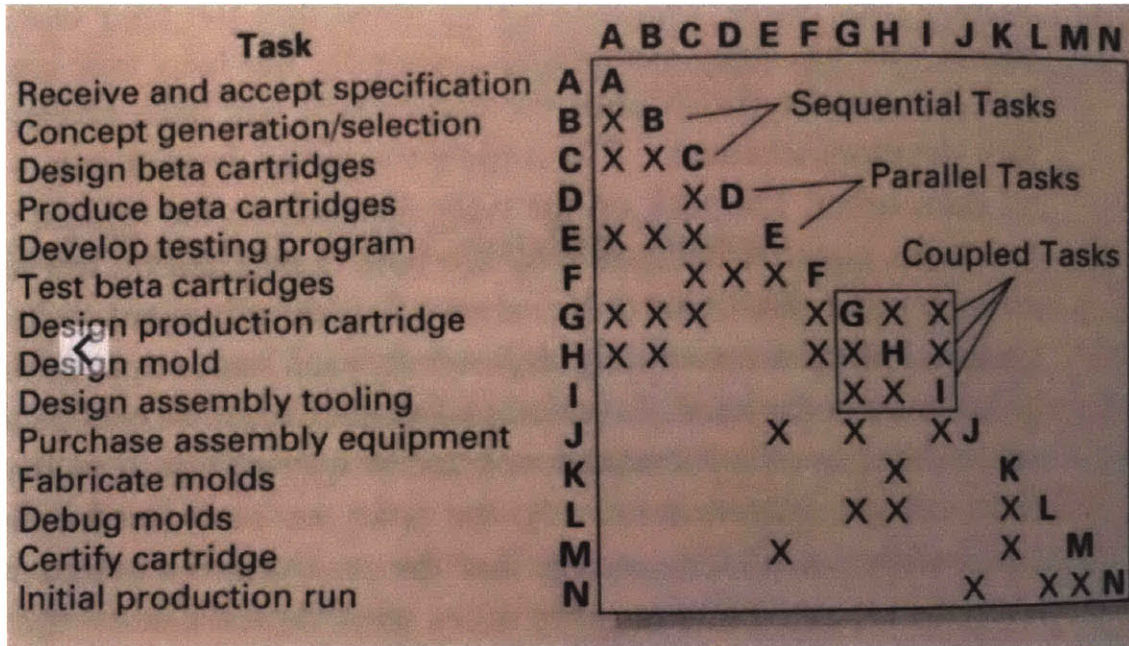 Task A B C D E F G H I J K L M N
Receive and accept specification A A
Concept generation/selection B X B Sequential Tasks
Design beta cartridges C X X C
Produce beta cartridges D X D Parallel Tasks
Develop testing program E X X X E
Test beta cartridges F X X X F Coupled Tasks
Design production cartridge G X X X X G X X
Design mold H X X X X H X
Design assembly tooling I X X I
Purchase assembly equipment J X X X J
Fabricate molds K X K
Debug molds L X X X L
Certify cartridge M X X M
Initial production run N X X X N